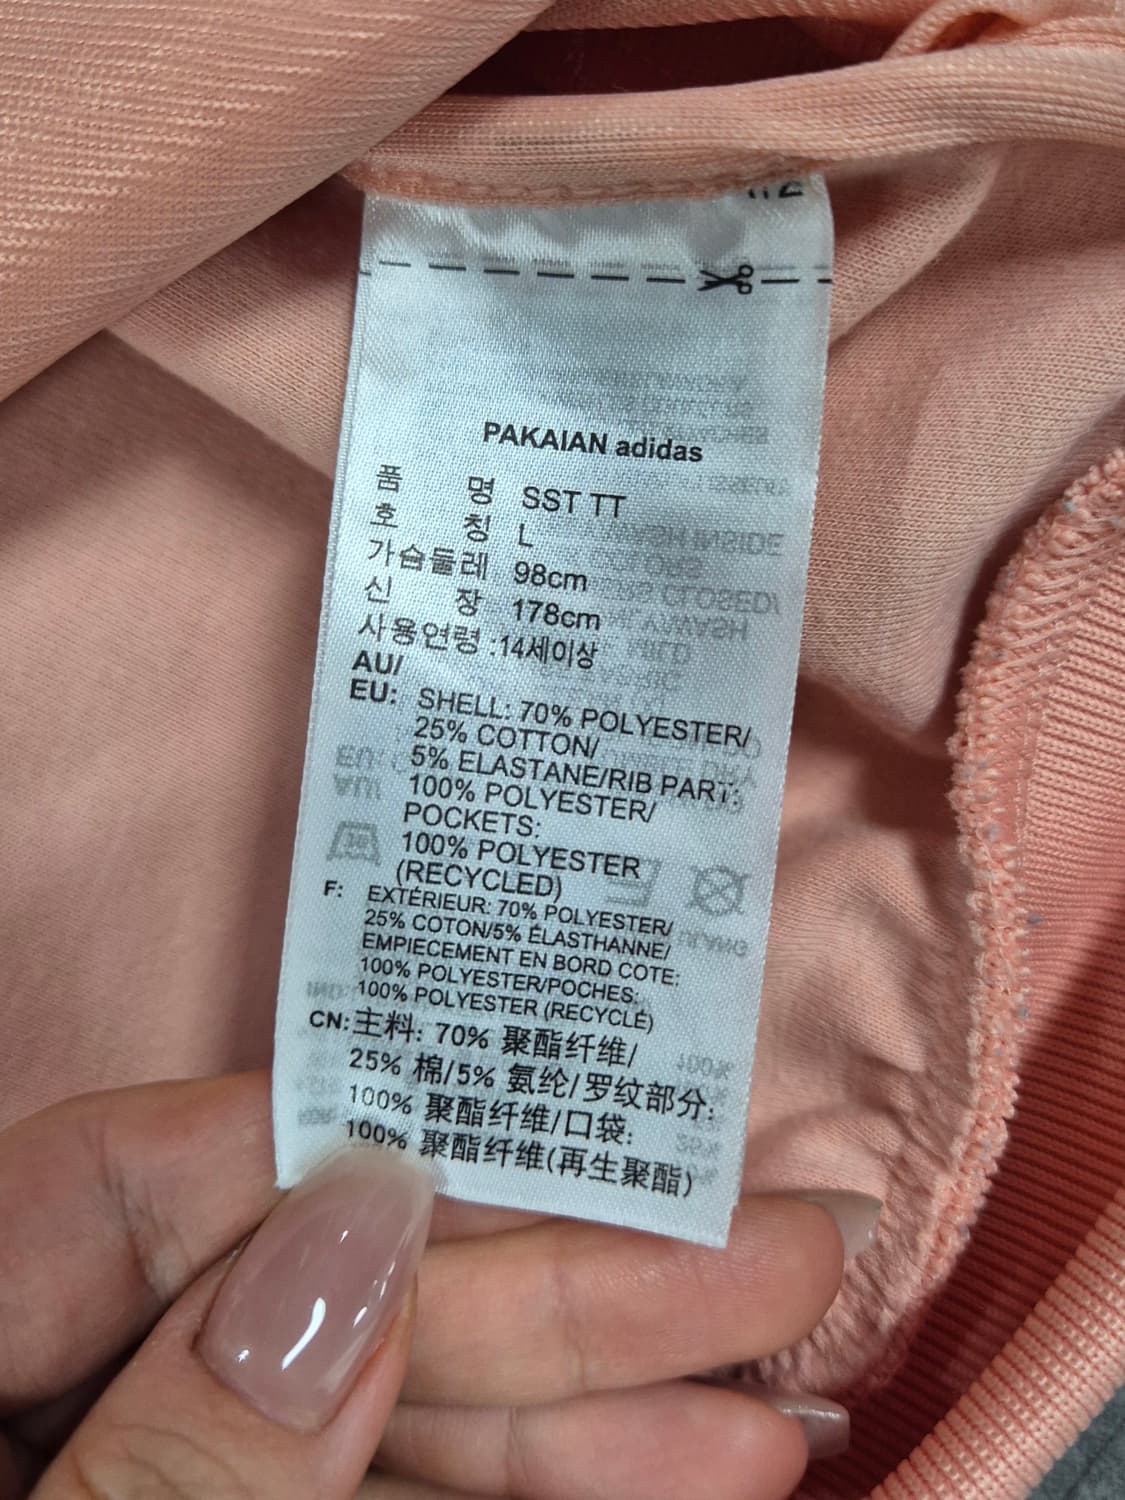 PAKAIAN adidas
품 명 SST TT
호 칭 L
가슴둘레 98cm
신 장 178cm
사용연령 :14세이상
AU/
EU: SHELL: 70% POLYESTER/
25% COTTON/
5% ELASTANE/RIB PART:
100% POLYESTER/
POCKETS:
100% POLYESTER
(RECYCLED)
F: EXTÉRIEUR: 70% POLYESTER/
25% COTON/5% ÉLASTHANNE/
EMPIECEMENT EN BORD COTE:
100% POLYESTER/POCHES:
100% POLYESTER (RECYCLÉ)
CN: 主料: 70% 聚酯纤维/
25% 棉/5% 氨纶/罗纹部分:
100% 聚酯纤维/口袋:
100% 聚酯纤维(再生聚酯)